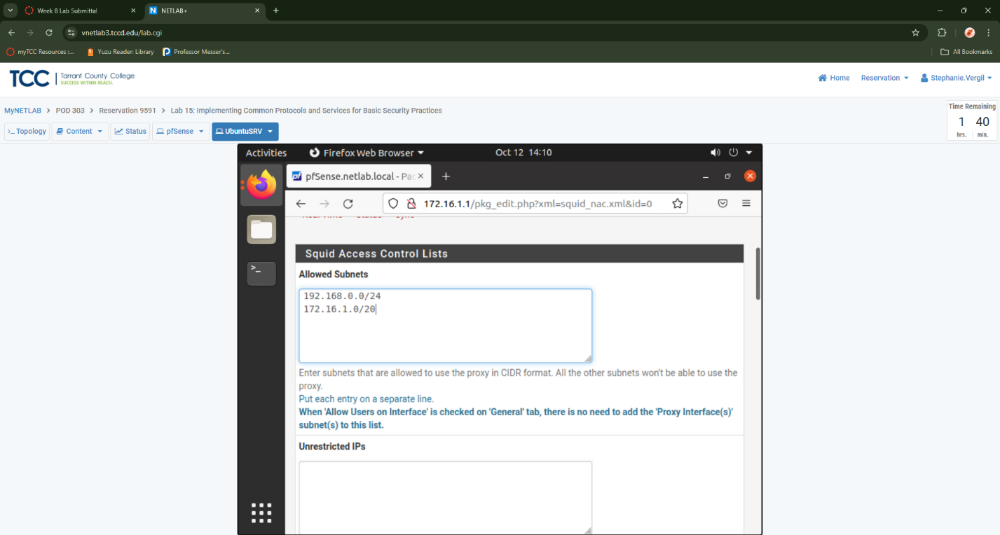 Week 8 Lab Submittal
NETLAB+
vnetlab3.tccd.edu/lab.cgi
myTCC Resources :...
Yuzu Reader: Library
Professor Messer's...
All Bookmarks
TCC
Tarrant County College
SUCCESS WITHIN REACH.
Home
Reservation
Stephanie.Vergil
MyNETLAB > POD 303 > Reservation 9591 > Lab 15: Implementing Common Protocols and Services for Basic Security Practices
Time Remaining
1 40
hrs. min.
>_ Topology
Content
Status
pfSense
UbuntuSRV
Activities
Firefox Web Browser
Oct 12 14:10
pfSense.netlab.local - Pac
172.16.1.1/pkg_edit.php?xml=squid_nac.xml&id=0
Squid Access Control Lists
Allowed Subnets
192.168.0.0/24
172.16.1.0/20
Enter subnets that are allowed to use the proxy in CIDR format. All the other subnets won't be able to use the
proxy.
Put each entry on a separate line.
When 'Allow Users on Interface' is checked on 'General' tab, there is no need to add the 'Proxy Interface(s)'
subnet(s) to this list.
Unrestricted IPs